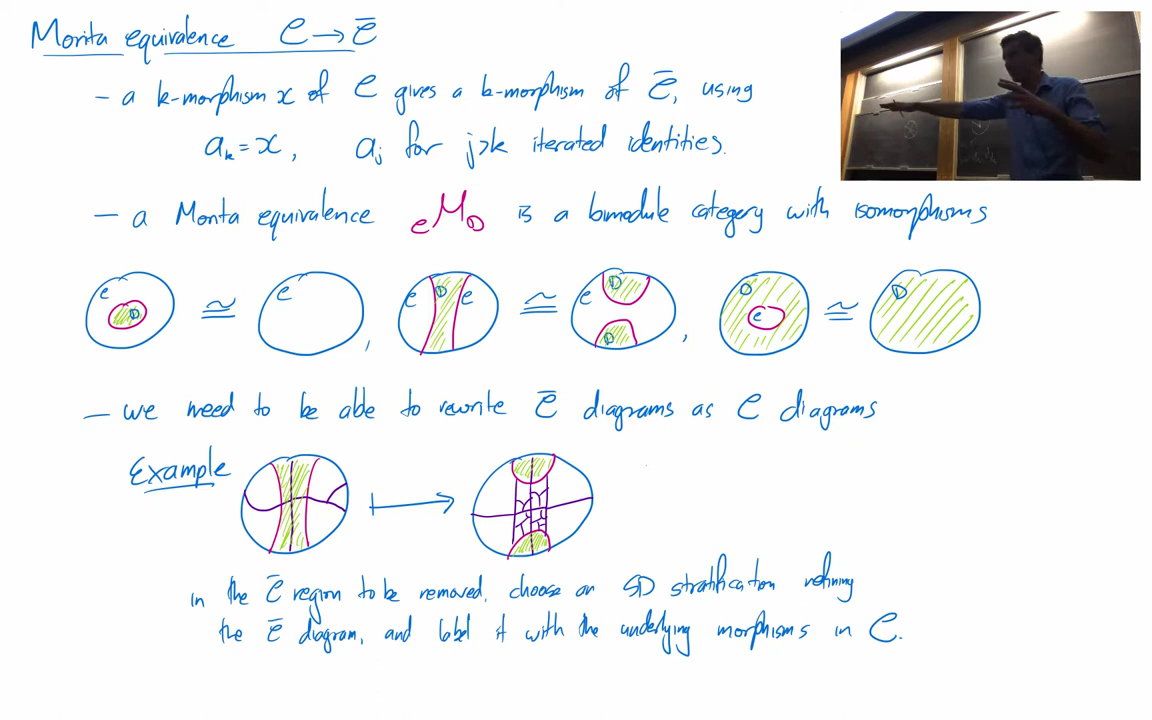 Morita equivalence C → C̄
- a k-morphism x of C gives a k-morphism of C̄, using
aₖ = x, aⱼ for j>k iterated identities.
- a Morita equivalence CMD is a bimodule category with isomorphisms
C D ≅ C , C D C ≅ C D D , D C ≅ D
- we need to be able to rewrite C̄ diagrams as C diagrams
Example
in the C̄ region to be removed, choose an SD stratification refining
the C̄ diagram, and label it with the underlying morphisms in C.